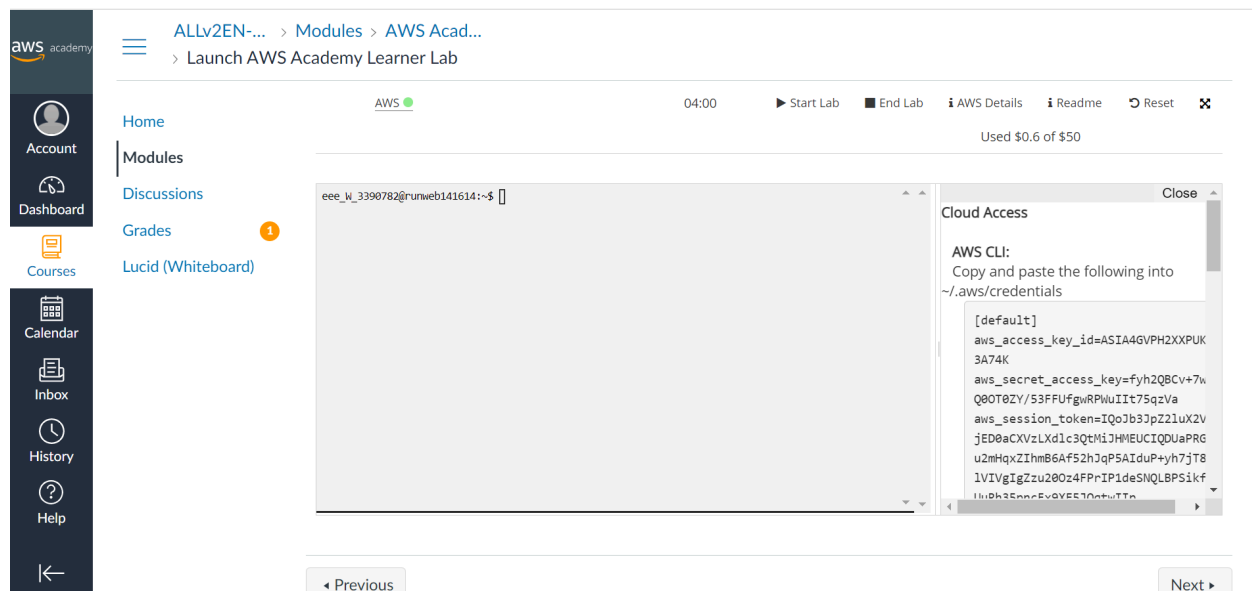 aws academy
ALLv2EN-... > Modules > AWS Acad...
> Launch AWS Academy Learner Lab
Account
Dashboard
Courses
Calendar
Inbox
History
Help
Home
Modules
Discussions
Grades 1
Lucid (Whiteboard)
AWS 04:00 Start Lab End Lab AWS Details Readme Reset
Used $0.6 of $50
eee_W_3390782@runweb141614:~$
Close
Cloud Access
AWS CLI:
Copy and paste the following into
~/.aws/credentials
[default]
aws_access_key_id=ASIA4GVPH2XXPUK
3A74K
aws_secret_access_key=fyh2QBCv+7w
Q0OT0ZY/53FFUfgwRPWuIIt75qzVa
aws_session_token=IQoJb3JpZ2luX2V
jED0aCXVzLXdlc3QtMiJHMEUCIQDUaPRG
u2mHqxZIhmB6Af52hJqP5AIduP+yh7jT8
lVIVgIgZzu20Oz4FPrIP1deSNQLBPSikf
Previous
Next